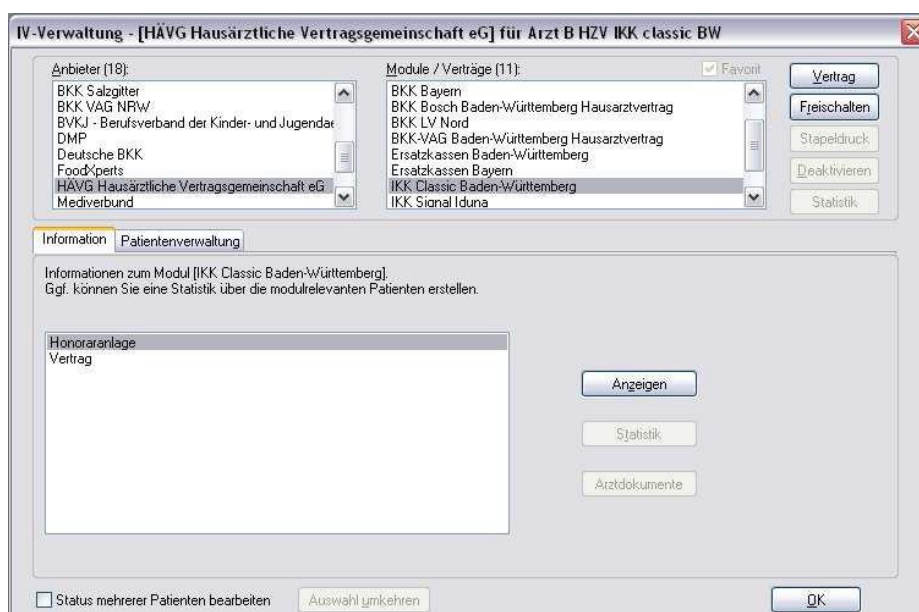 IV-Verwaltung - [HÄVG Hausärztliche Vertragsgemeinschaft eG] für Arzt B HZV IKK classic BW
Anbieter (18):
BKK Salzgitter
BKK VAG NRW
BVKJ - Berufsverband der Kinder- und Jugendae
DMP
Deutsche BKK
FoodXperts
HÄVG Hausärztliche Vertragsgemeinschaft eG
Mediverbund
Module / Verträge (11):
Favorit
BKK Bayern
BKK Bosch Baden-Württemberg Hausarztvertrag
BKK LV Nord
BKK-VAG Baden-Württemberg Hausarztvertrag
Ersatzkassen Baden-Württemberg
Ersatzkassen Bayern
IKK Classic Baden-Württemberg
IKK Signal Iduna
Vertrag
Freischalten
Stapeldruck
Deaktivieren
Statistik
Information
Patientenverwaltung
Informationen zum Modul [IKK Classic Baden-Württemberg].
Ggf. können Sie eine Statistik über die modulrelevanten Patienten erstellen.
Honoraranlage
Vertrag
Anzeigen
Statistik
Arztdokumente
Status mehrerer Patienten bearbeiten
Auswahl umkehren
OK